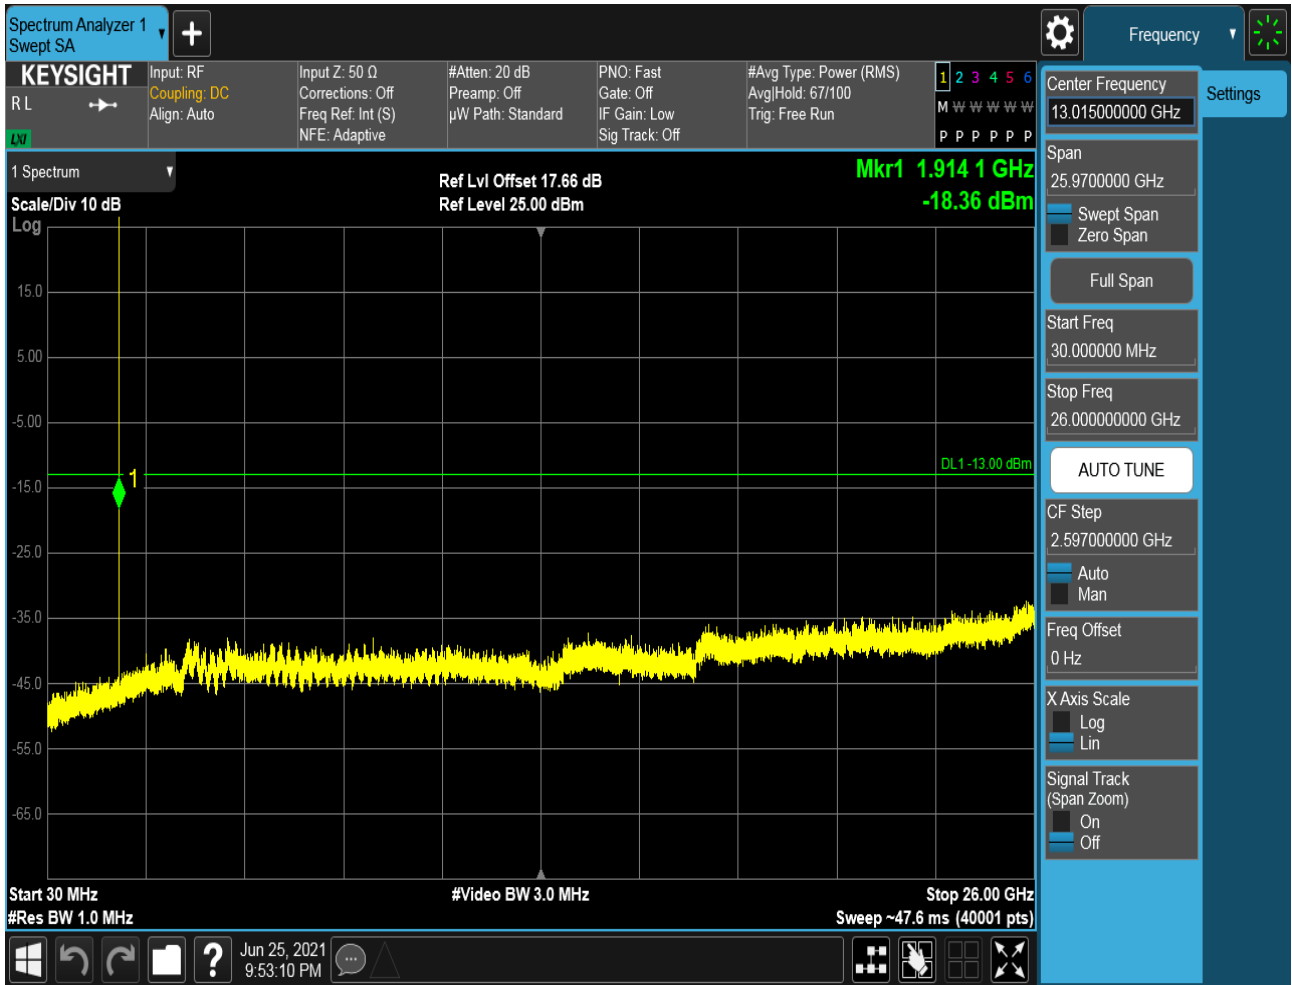 Spectrum Analyzer 1
Swept SA
Frequency
KEYSIGHT
R L
LXI
Input: RF
Coupling: DC
Align: Auto
Input Z: 50 Ω
Corrections: Off
Freq Ref: Int (S)
NFE: Adaptive
#Atten: 20 dB
Preamp: Off
µW Path: Standard
PNO: Fast
Gate: Off
IF Gain: Low
Sig Track: Off
#Avg Type: Power (RMS)
Avg|Hold: 67/100
Trig: Free Run
1 2 3 4 5 6
M W W W W W
P P P P P P
1 Spectrum
Scale/Div 10 dB
Log
Ref Lvl Offset 17.66 dB
Ref Level 25.00 dBm
Mkr1 1.914 1 GHz
-18.36 dBm
15.0
5.00
-5.00
DL1 -13.00 dBm
1
-15.0
-25.0
-35.0
-45.0
-55.0
-65.0
Start 30 MHz
#Video BW 3.0 MHz
Stop 26.00 GHz
#Res BW 1.0 MHz
Sweep ~47.6 ms (40001 pts)
Center Frequency
13.015000000 GHz
Settings
Span
25.9700000 GHz
Swept Span
Zero Span
Full Span
Start Freq
30.000000 MHz
Stop Freq
26.000000000 GHz
AUTO TUNE
CF Step
2.597000000 GHz
Auto
Man
Freq Offset
0 Hz
X Axis Scale
Log
Lin
Signal Track
(Span Zoom)
On
Off
?
Jun 25, 2021
9:53:10 PM